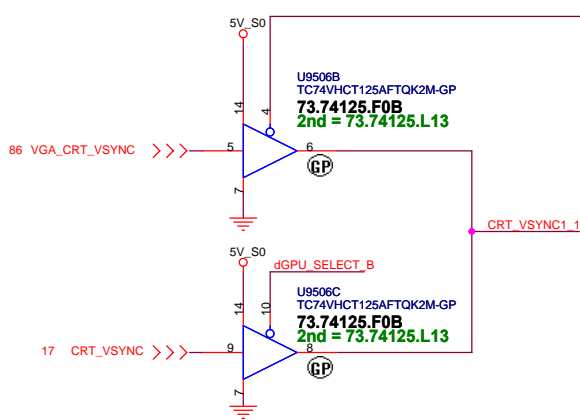 5V_S0
U9506B
TC74VHCT125AFTQK2M-GP
73.74125.F0B
2nd = 73.74125.L13
14
4
86 VGA_CRT_VSYNC
5
6
GP
7
CRT_VSYNC1_1
5V_S0
dGPU_SELECT_B
U9506C
TC74VHCT125AFTQK2M-GP
73.74125.F0B
2nd = 73.74125.L13
14
10
17 CRT_VSYNC
9
8
GP
7